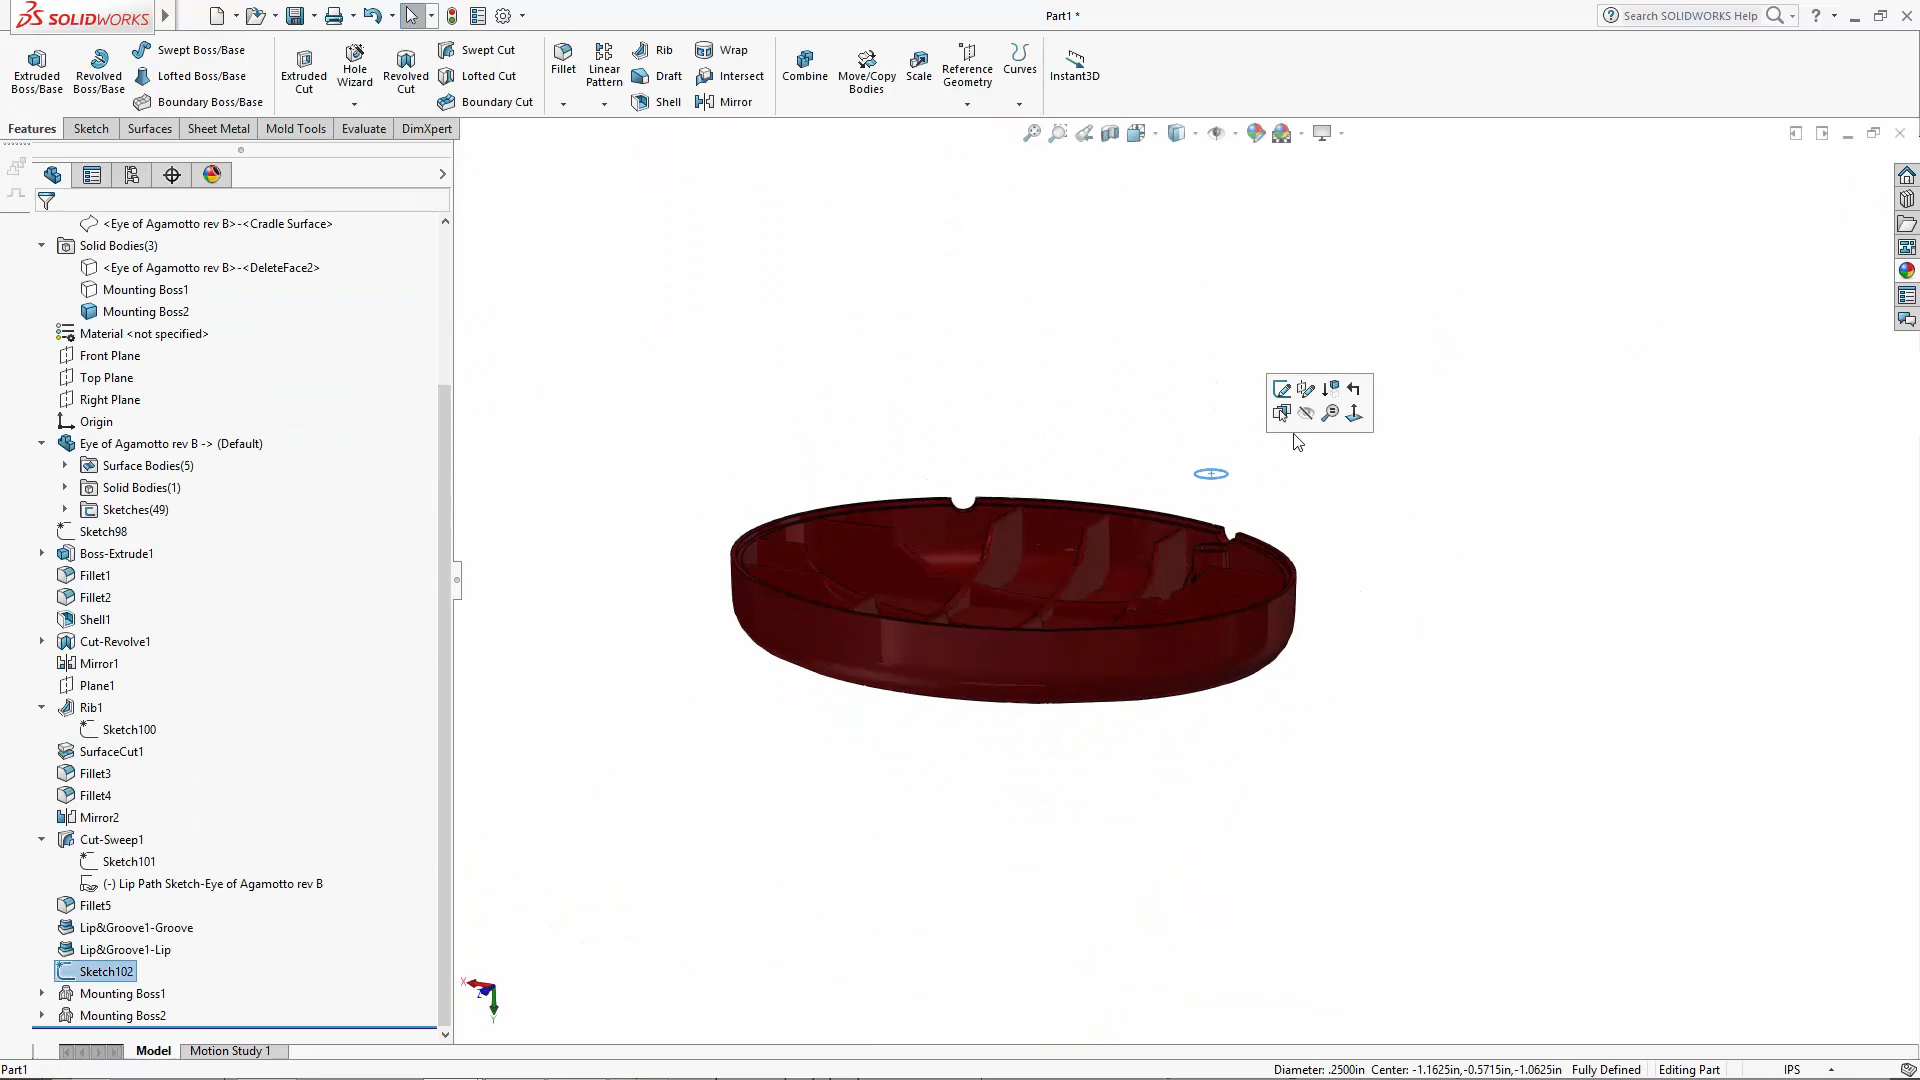 SOLIDWORKS
Part1 *
Search SOLIDWORKS Help
Extruded Boss/Base
Revolved Boss/Base
Swept Boss/Base
Lofted Boss/Base
Boundary Boss/Base
Extruded Cut
Hole Wizard
Revolved Cut
Swept Cut
Lofted Cut
Boundary Cut
Fillet
Linear Pattern
Rib
Draft
Shell
Wrap
Intersect
Mirror
Combine
Move/Copy Bodies
Scale
Reference Geometry
Curves
Instant3D
Features
Sketch
Surfaces
Sheet Metal
Mold Tools
Evaluate
DimXpert
<Eye of Agamotto rev B>-<Cradle Surface>
Solid Bodies(3)
<Eye of Agamotto rev B>-<DeleteFace2>
Mounting Boss1
Mounting Boss2
Material <not specified>
Front Plane
Top Plane
Right Plane
Origin
Eye of Agamotto rev B -> (Default)
Surface Bodies(5)
Solid Bodies(1)
Sketches(49)
Sketch98
Boss-Extrude1
Fillet1
Fillet2
Shell1
Cut-Revolve1
Mirror1
Plane1
Rib1
Sketch100
SurfaceCut1
Fillet3
Fillet4
Mirror2
Cut-Sweep1
Sketch101
(-) Lip Path Sketch-Eye of Agamotto rev B
Fillet5
Lip&Groove1-Groove
Lip&Groove1-Lip
Sketch102
Mounting Boss1
Mounting Boss2
X
Z
Y
Model
Motion Study 1
Part1
Diameter: .2500in Center: -1.1625in,-0.5715in,-1.0625in
Fully Defined
Editing Part
IPS